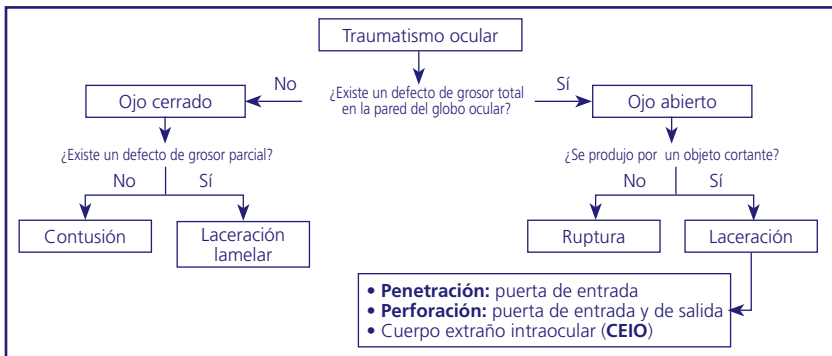 Traumatismo ocular
¿Existe un defecto de grosor total
en la pared del globo ocular?
No
Sí
Ojo cerrado
Ojo abierto
¿Existe un defecto de grosor parcial?
¿Se produjo por un objeto cortante?
No
Sí
No
Sí
Contusión
Laceración
lamelar
Ruptura
Laceración
• Penetración: puerta de entrada
• Perforación: puerta de entrada y de salida
• Cuerpo extraño intraocular (CEIO)